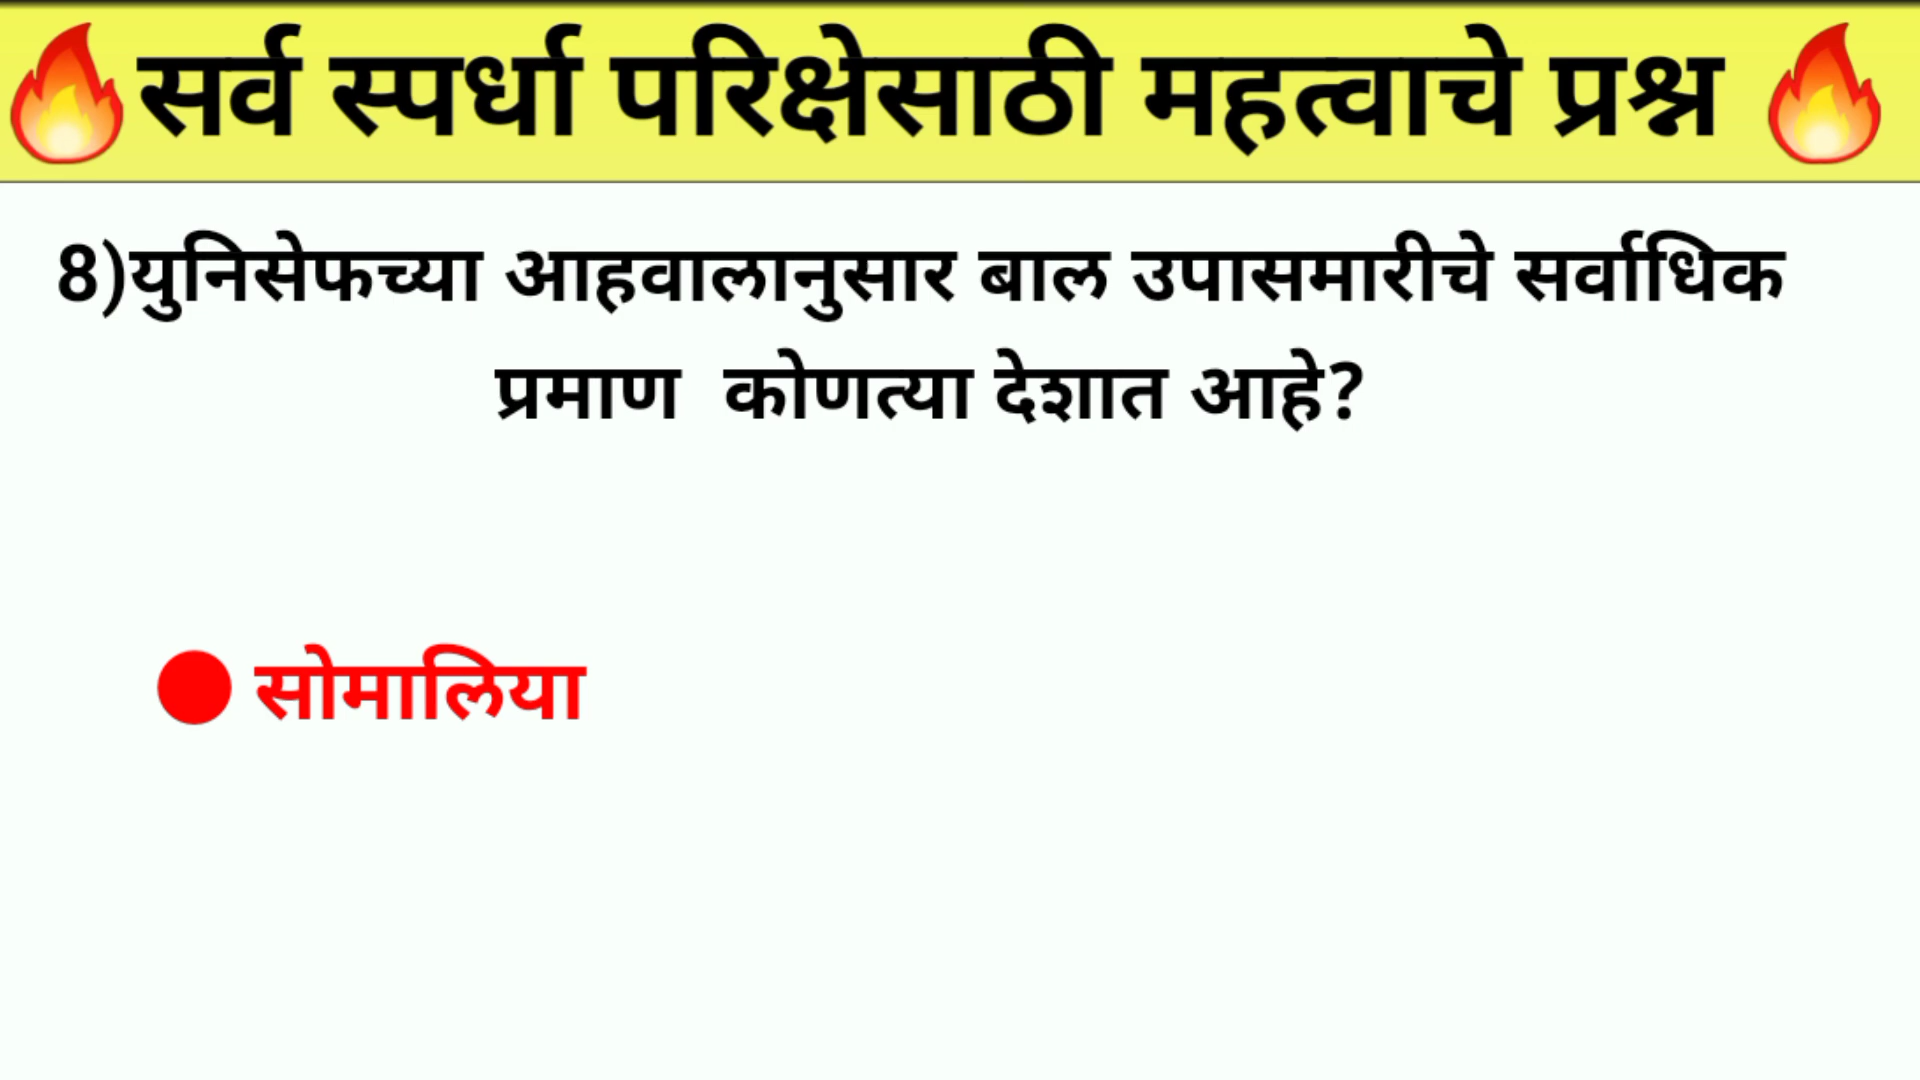 🔥सर्व स्पर्धा परिक्षेसाठी महत्वाचे प्रश्न 🔥
8)युनिसेफच्या आहवालानुसार बाल उपासमारीचे सर्वाधिक
प्रमाण कोणत्या देशात आहे?
🔴 सोमालिया